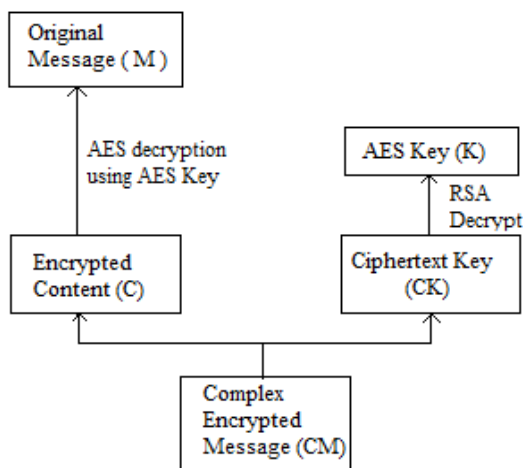 Original
Message ( M )
AES decryption
using AES Key
AES Key (K)
RSA
Decrypt
Encrypted
Content (C)
Ciphertext Key
(CK)
Complex
Encrypted
Message (CM)